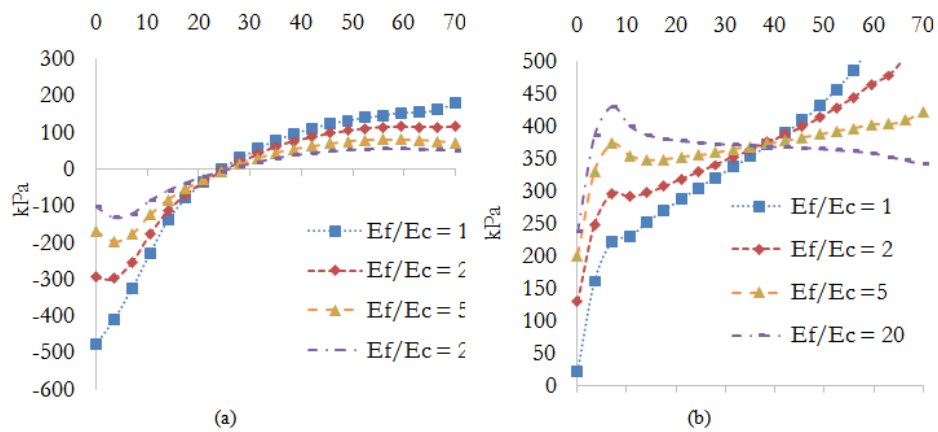 0 10 20 30 40 50 60 70
300
200
100
0
-100
-200
-300
-400
-500
-600
kPa
Ef/Ec = 1
Ef/Ec = 2
Ef/Ec = 5
Ef/Ec = 2
(a)
0 10 20 30 40 50 60 70
500
450
400
350
300
250
200
150
100
50
0
kPa
Ef/Ec = 1
Ef/Ec = 2
Ef/Ec = 5
Ef/Ec = 20
(b)